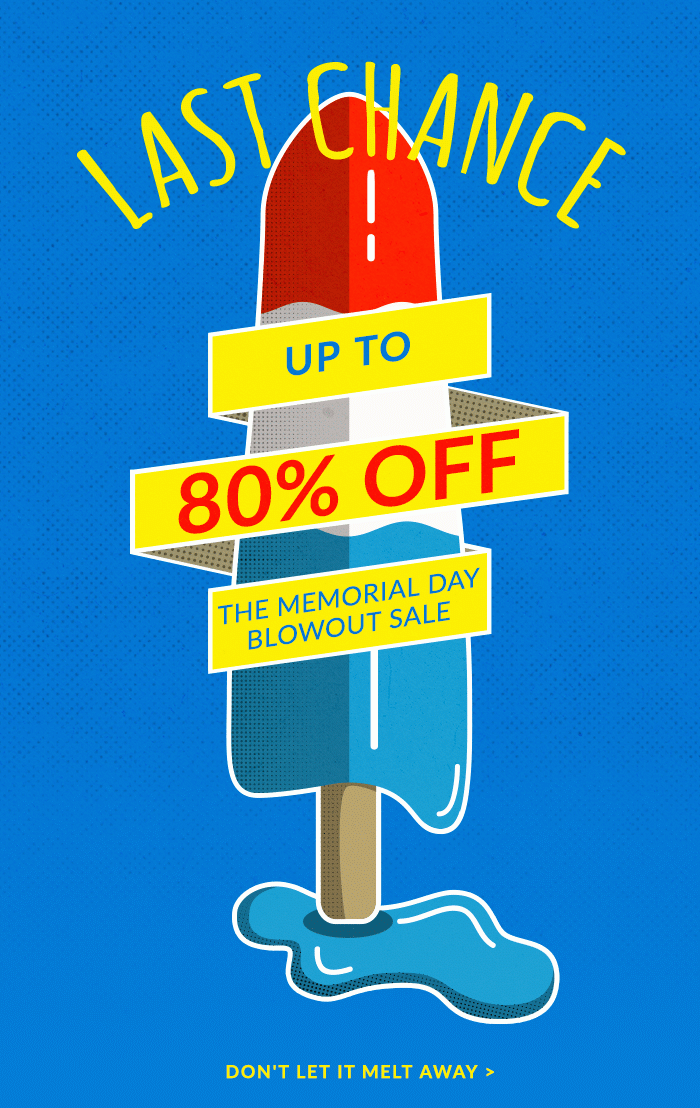 LAST CHANCE
UP TO
80% OFF
THE MEMORIAL DAY
BLOWOUT SALE
DON'T LET IT MELT AWAY >